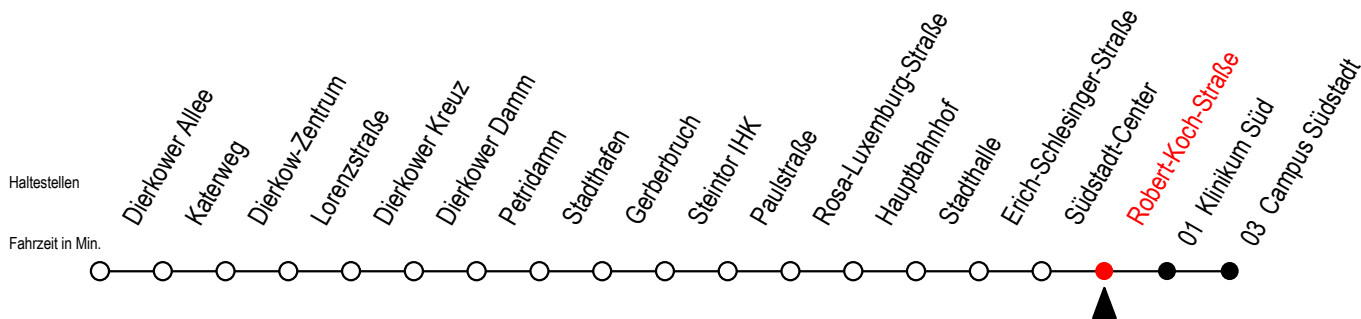 Haltestellen
Fahrzeit in Min.
Dierkower Allee
Katerweg
Dierkow-Zentrum
Lorenzstraße
Dierkower Kreuz
Dierkower Damm
Petridamm
Stadthafen
Gerberbruch
Steintor IHK
Paulstraße
Rosa-Luxemburg-Straße
Hauptbahnhof
Stadthalle
Erich-Schlesinger-Straße
Südstadt-Center
Robert-Koch-Straße
01 Klinikum Süd
03 Campus Südstadt